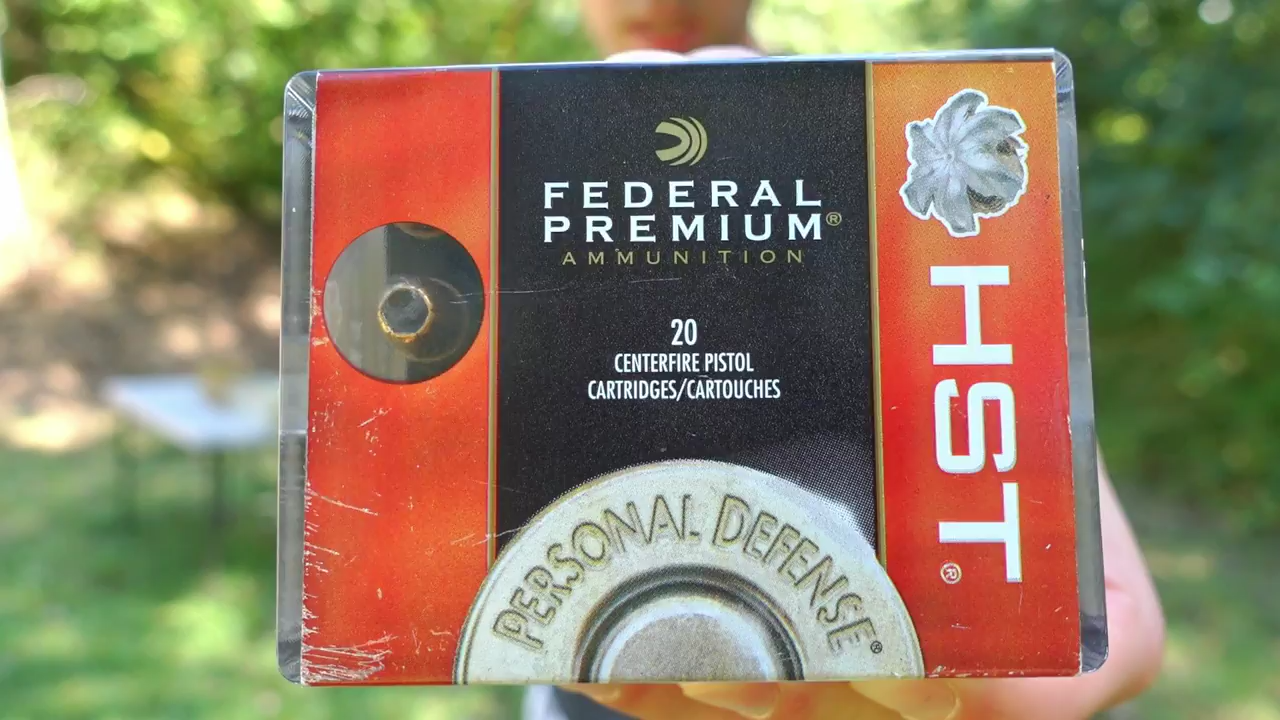 FEDERAL
PREMIUM®
AMMUNITION
20
CENTERFIRE PISTOL
CARTRIDGES/CARTOUCHES
PERSONAL DEFENSE®
HST®